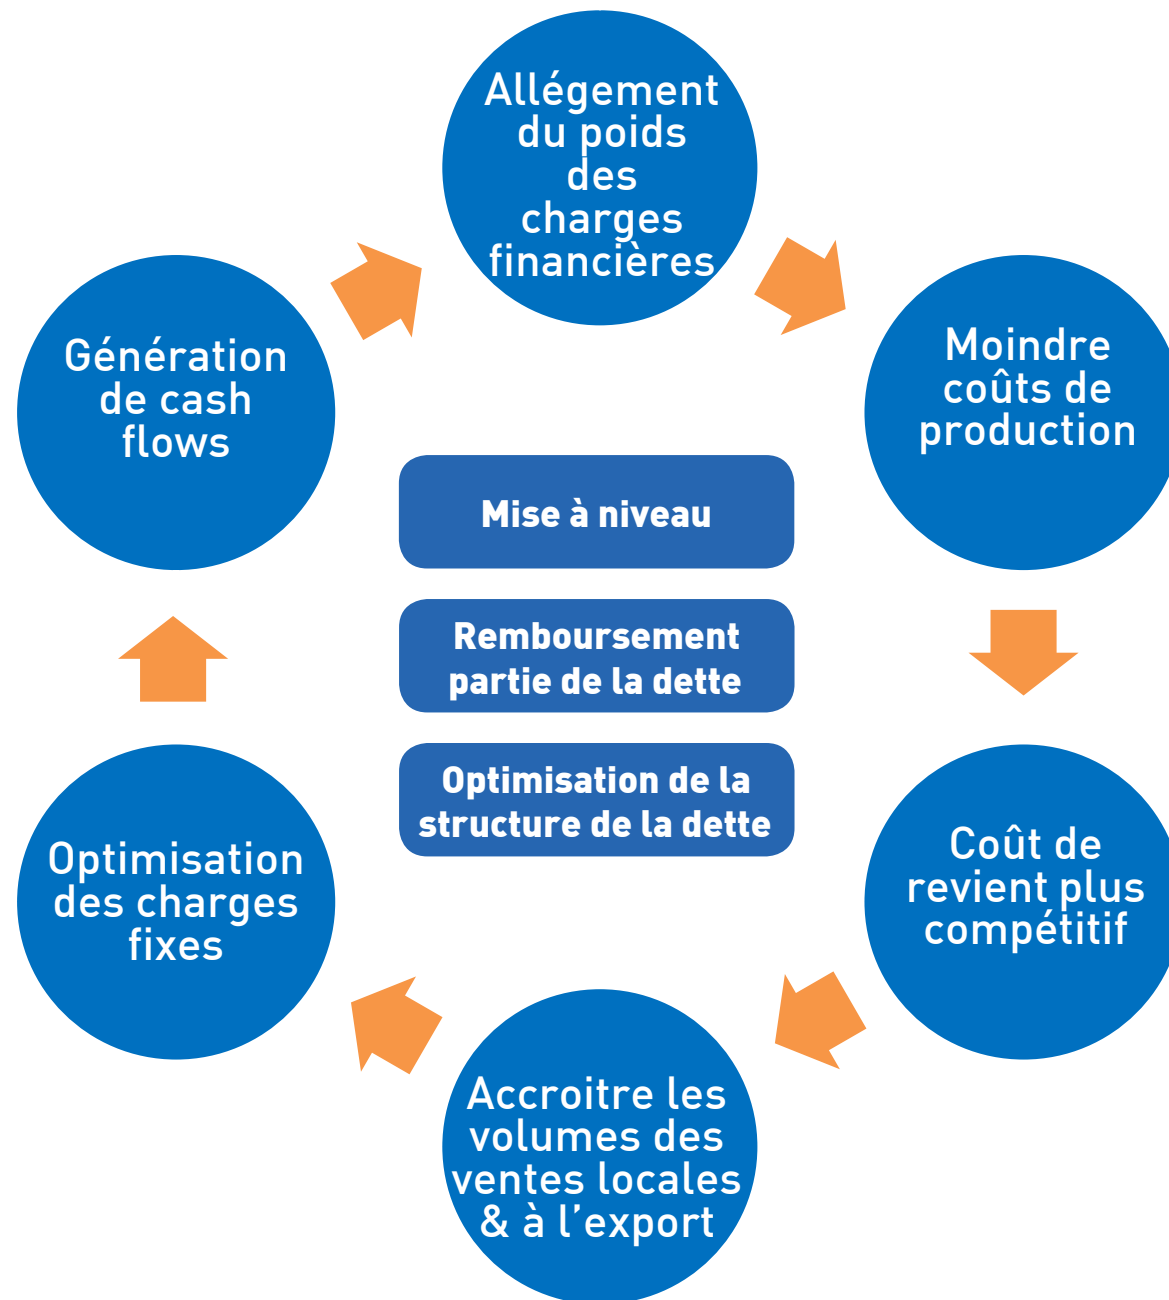 Allégement
du poids
des
charges
financières
Moindre
coûts de
production
Coût de
revient plus
compétitif
Accroitre les
volumes des
ventes locales
& à l’export
Optimisation
des charges
fixes
Génération
de cash
flows
Mise à niveau
Remboursement
partie de la dette
Optimisation de la
structure de la dette